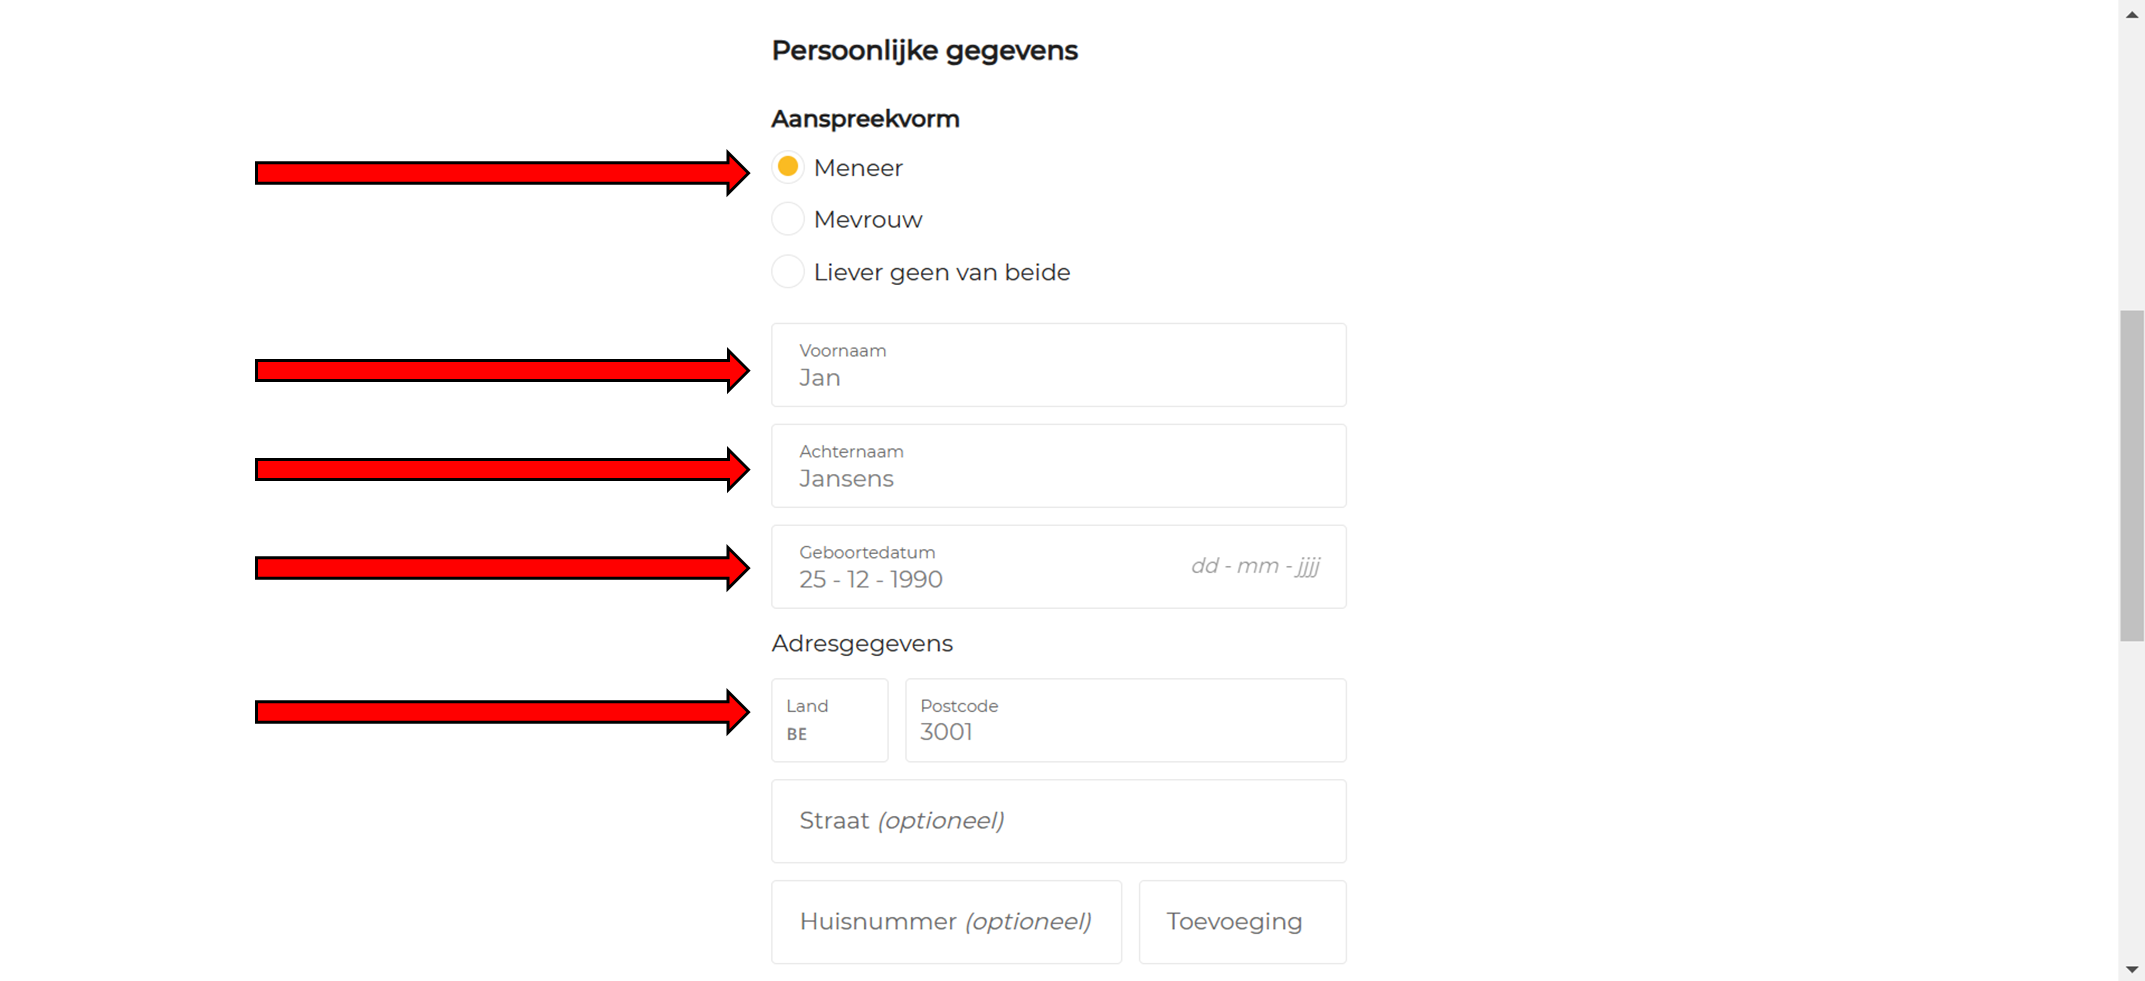 Persoonlijke gegevens
Aanspreekvorm
Meneer
Mevrouw
Liever geen van beide
Voornaam
Jan
Achternaam
Jansens
Geboortedatum
25 - 12 - 1990
dd - mm - jjjj
Adresgegevens
Land
BE
Postcode
3001
Straat (optioneel)
Huisnummer (optioneel)
Toevoeging